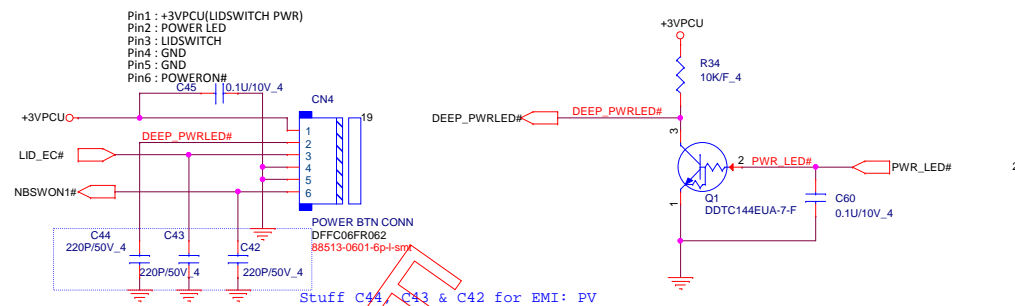 Pin1 : +3VPCU(LIDSWITCH PWR)
Pin2 : POWER LED
Pin3 : LIDSWITCH
Pin4 : GND
Pin5 : GND
Pin6 : POWERON#
C45
0.1U/10V_4
CN4
19
+3VPCU
1
DEEP_PWRLED#
2
LID_EC#
3
4
5
NBSWON1#
6
POWER BTN CONN
DFFC06FR062
88513-0601-6p-l-smt
C44
220P/50V_4
C43
220P/50V_4
C42
220P/50V_4
Stuff C44, C43 & C42 for EMI: PV
+3VPCU
R34
10K/F_4
DEEP_PWRLED#
DEEP_PWRLED#
3
2
PWR_LED#
PWR_LED#
1
Q1
DDTC144EUA-7-F
C60
0.1U/10V_4
2